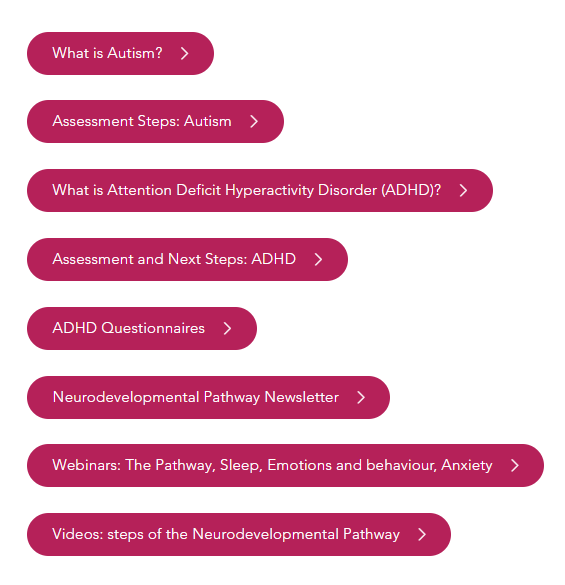 What is Autism?
Assessment Steps: Autism
What is Attention Deficit Hyperactivity Disorder (ADHD)?
Assessment and Next Steps: ADHD
ADHD Questionnaires
Neurodevelopmental Pathway Newsletter
Webinars: The Pathway, Sleep, Emotions and behaviour, Anxiety
Videos: steps of the Neurodevelopmental Pathway